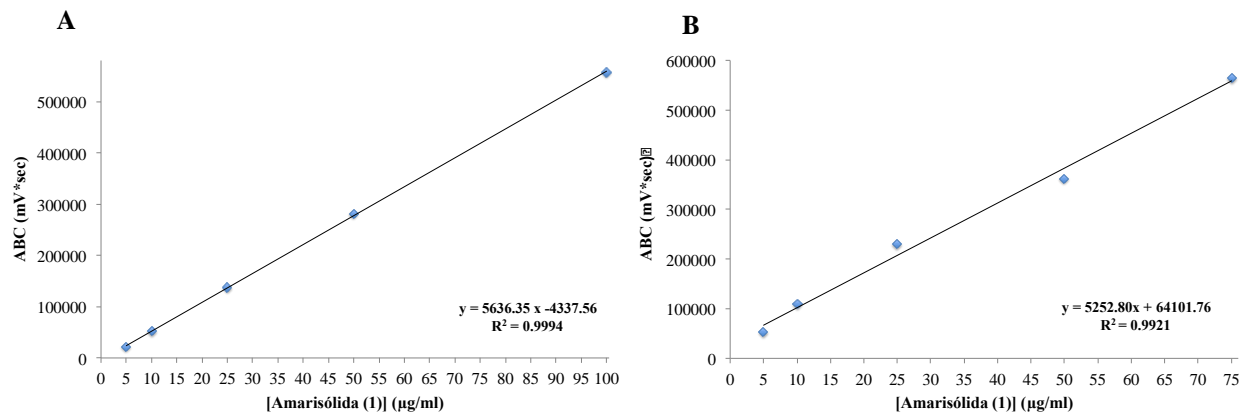 A
ABC (mV*sec)
500000
400000
300000
200000
100000
0
0 5 10 15 20 25 30 35 40 45 50 55 60 65 70 75 80 85 90 95 100
[Amarisólida (1)] (µg/ml)
y = 5636.35 x -4337.56
R² = 0.9994
B
ABC (mV*sec)
600000
500000
400000
300000
200000
100000
0
0 5 10 15 20 25 30 35 40 45 50 55 60 65 70 75
[Amarisólida (1)] (µg/ml)
y = 5252.80x + 64101.76
R² = 0.9921